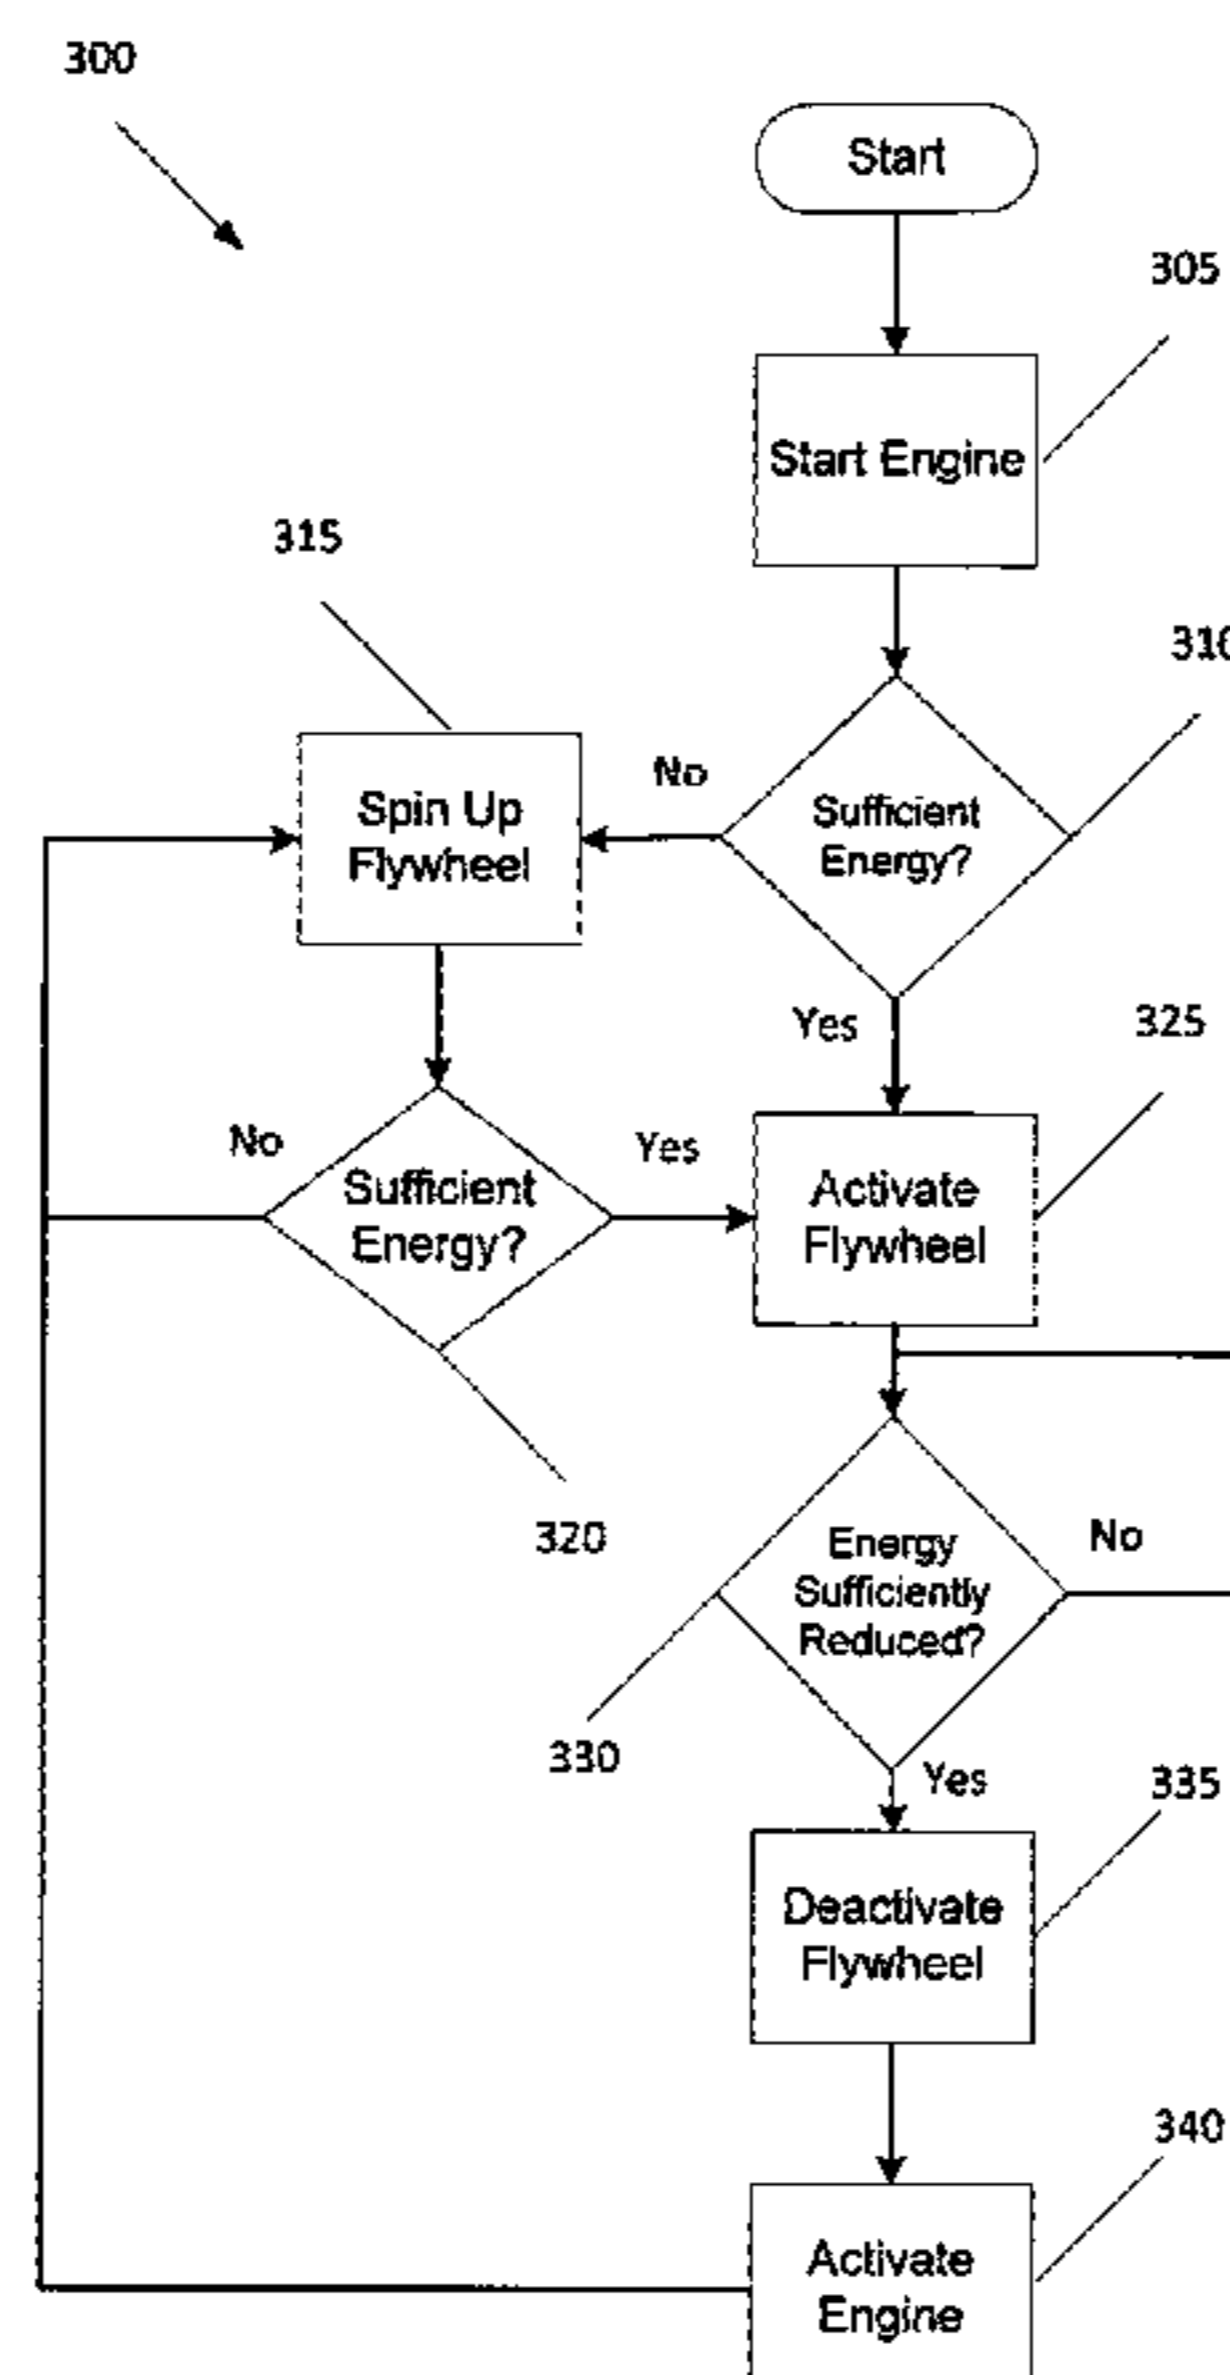 300
Start
305
Start Engine
315
310
Spin Up
Flywheel
No
Sufficient
Energy?
Yes
325
No
Sufficient
Energy?
Yes
Activate
Flywheel
320
Energy
Sufficiently
Reduced?
No
330
Yes
335
Deactivate
Flywheel
340
Activate
Engine